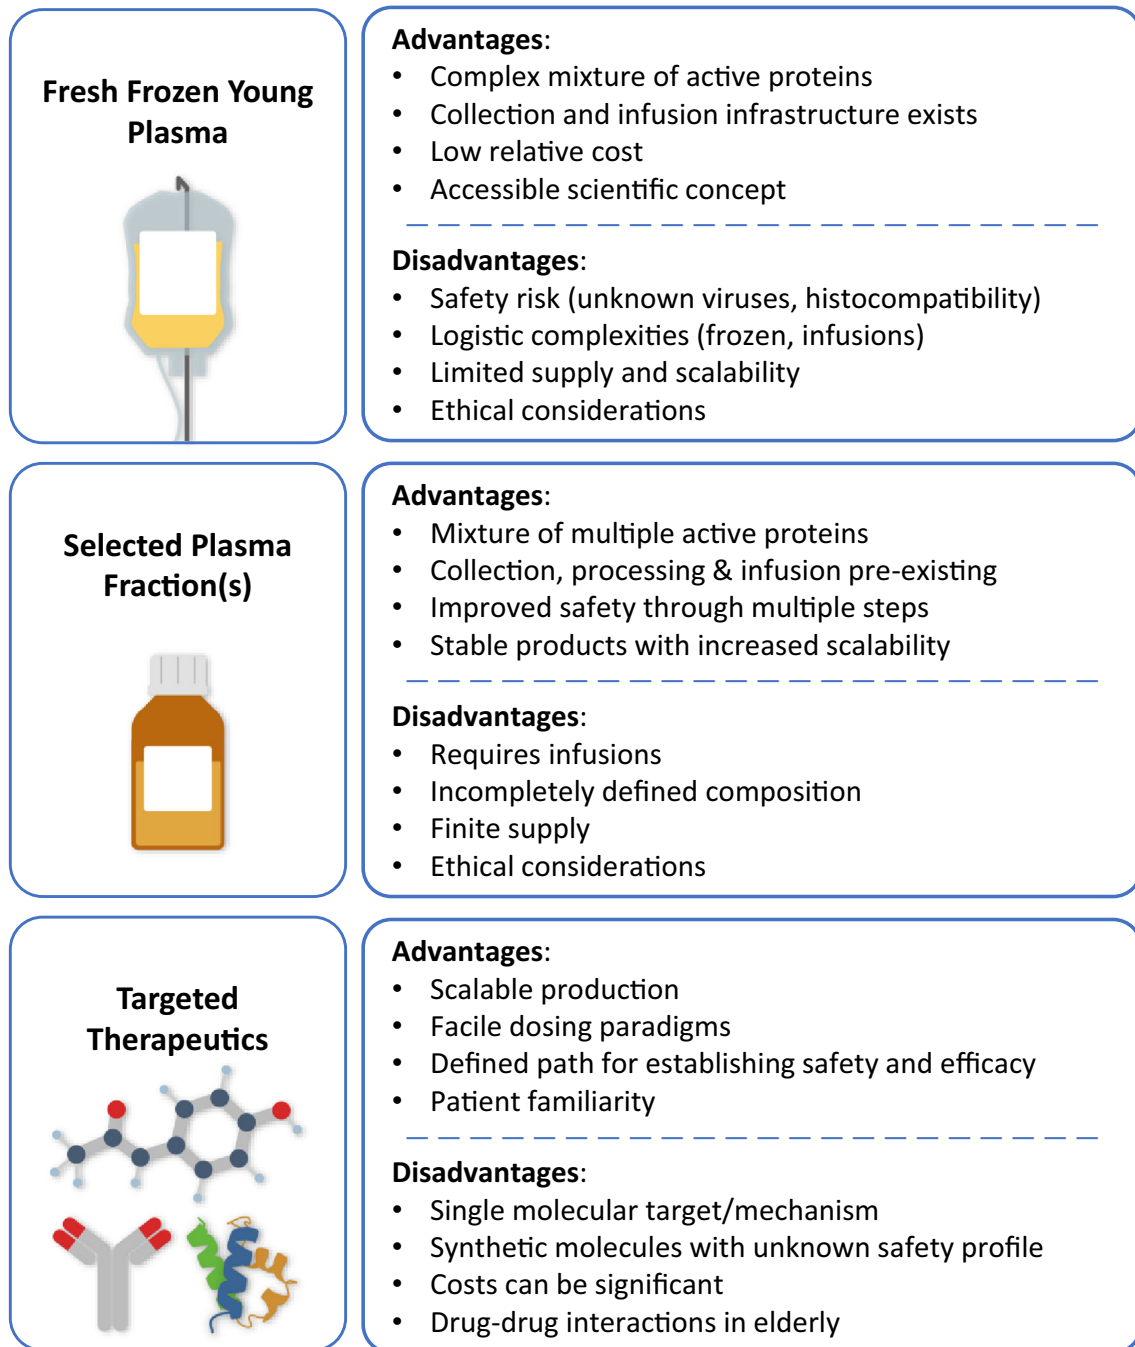 Fresh Frozen Young
Plasma
Advantages:
• Complex mixture of active proteins
• Collection and infusion infrastructure exists
• Low relative cost
• Accessible scientific concept
Disadvantages:
• Safety risk (unknown viruses, histocompatibility)
• Logistic complexities (frozen, infusions)
• Limited supply and scalability
• Ethical considerations
Selected Plasma
Fraction(s)
Advantages:
• Mixture of multiple active proteins
• Collection, processing & infusion pre-existing
• Improved safety through multiple steps
• Stable products with increased scalability
Disadvantages:
• Requires infusions
• Incompletely defined composition
• Finite supply
• Ethical considerations
Targeted
Therapeutics
Advantages:
• Scalable production
• Facile dosing paradigms
• Defined path for establishing safety and efficacy
• Patient familiarity
Disadvantages:
• Single molecular target/mechanism
• Synthetic molecules with unknown safety profile
• Costs can be significant
• Drug-drug interactions in elderly